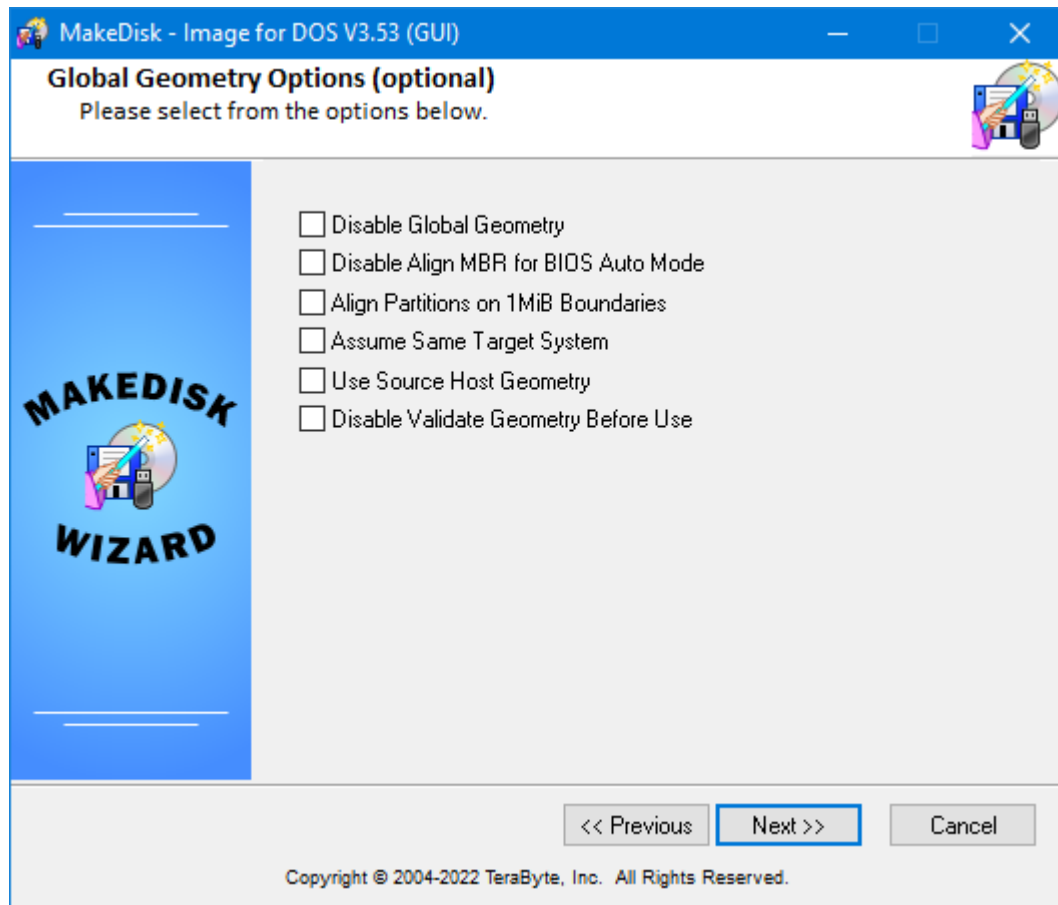 MakeDisk - Image for DOS V3.53 (GUI)
Global Geometry Options (optional)
Please select from the options below.
Disable Global Geometry
Disable Align MBR for BIOS Auto Mode
Align Partitions on 1MiB Boundaries
Assume Same Target System
Use Source Host Geometry
Disable Validate Geometry Before Use
MAKEDISK
WIZARD
<< Previous
Next >>
Cancel
Copyright © 2004-2022 TeraByte, Inc. All Rights Reserved.